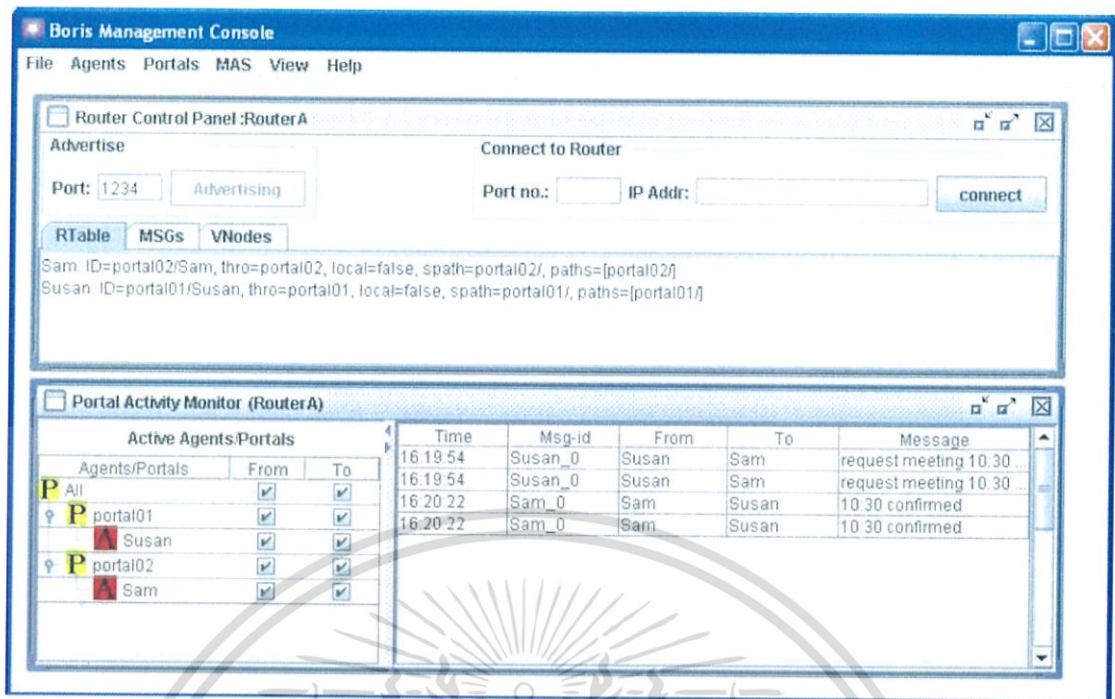 Boris Management Console
File Agents Portals MAS View Help
Router Control Panel :RouterA
Advertise Connect to Router
Port: 1234 Advertising Port no.: IP Addr: connect
RTable MSGs VNodes
Sam: ID=portal02/Sam, thro=portal02, local=false, spath=portal02/, paths=[portal02/]
Susan: ID=portal01/Susan, thro=portal01, local=false, spath=portal01/, paths=[portal01/]
Portal Activity Monitor (RouterA)
Active Agents/Portals Time Msg-id From To Message
Agents/Portals From To
16:19:54 Susan_0 Susan Sam request meeting 10:30 ...
P All
16:19:54 Susan_0 Susan Sam request meeting 10:30 ...
P portal01
16:20:22 Sam_0 Sam Susan 10:30 confirmed
A Susan
16:20:22 Sam_0 Sam Susan 10:30 confirmed
P portal02
A Sam